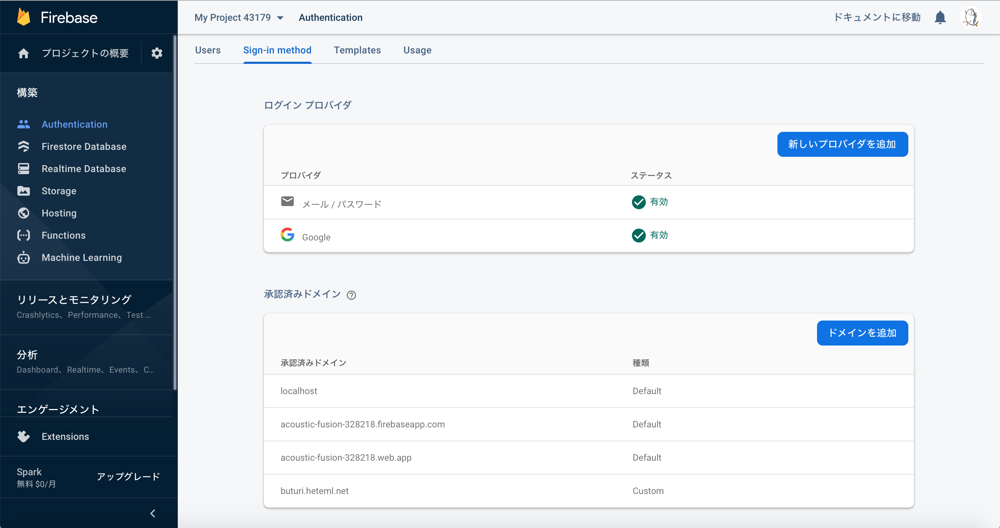 Firebase
プロジェクトの概要
構築
Authentication
Firestore Database
Realtime Database
Storage
Hosting
Functions
Machine Learning
リリースとモニタリング
Crashlytics、Performance、Test ...
分析
Dashboard、Realtime、Events、C...
エンゲージメント
Extensions
Spark
無料 $0/月
アップグレード
My Project 43179
Authentication
ドキュメントに移動
Users
Sign-in method
Templates
Usage
ログイン プロバイダ
新しいプロバイダを追加
プロバイダ
ステータス
メール / パスワード
有効
Google
有効
承認済みドメイン
ドメインを追加
承認済みドメイン
種類
localhost
Default
acoustic-fusion-328218.firebaseapp.com
Default
acoustic-fusion-328218.web.app
Default
buturi.heteml.net
Custom